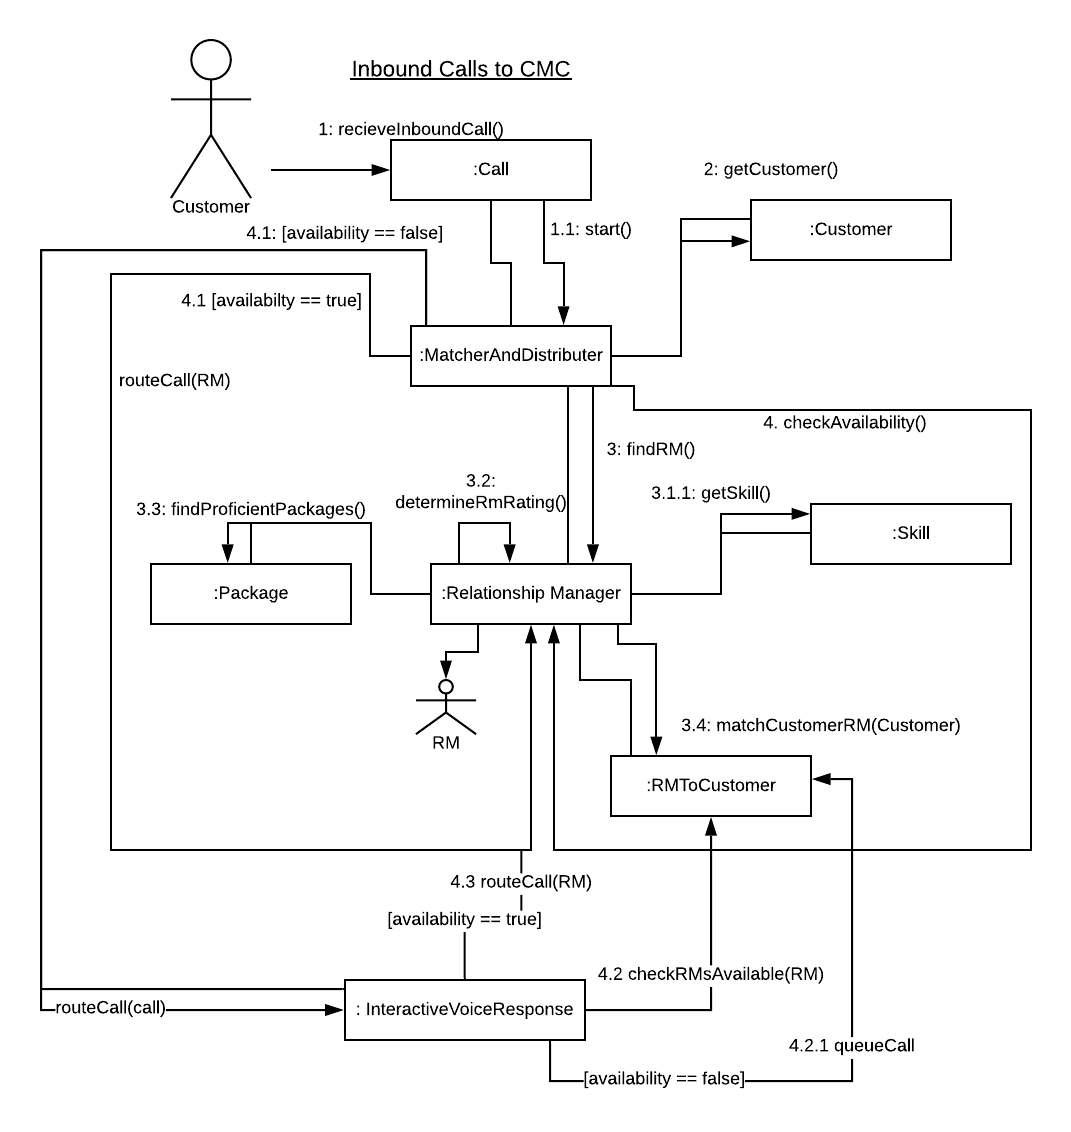 Inbound Calls to CMC
1: recieveInboundCall()
:Call
2: getCustomer()
Customer
4.1: [availability == false]
1.1: start()
:Customer
4.1 [availabilty == true]
:MatcherAndDistributer
routeCall(RM)
4. checkAvailability()
3: findRM()
3.2:
determineRmRating()
3.1.1: getSkill()
3.3: findProficientPackages()
:Skill
:Package
:Relationship Manager
RM
3.4: matchCustomerRM(Customer)
:RMToCustomer
4.3 routeCall(RM)
[availability == true]
4.2 checkRMsAvailable(RM)
routeCall(call)
: InteractiveVoiceResponse
4.2.1 queueCall
[availability == false]